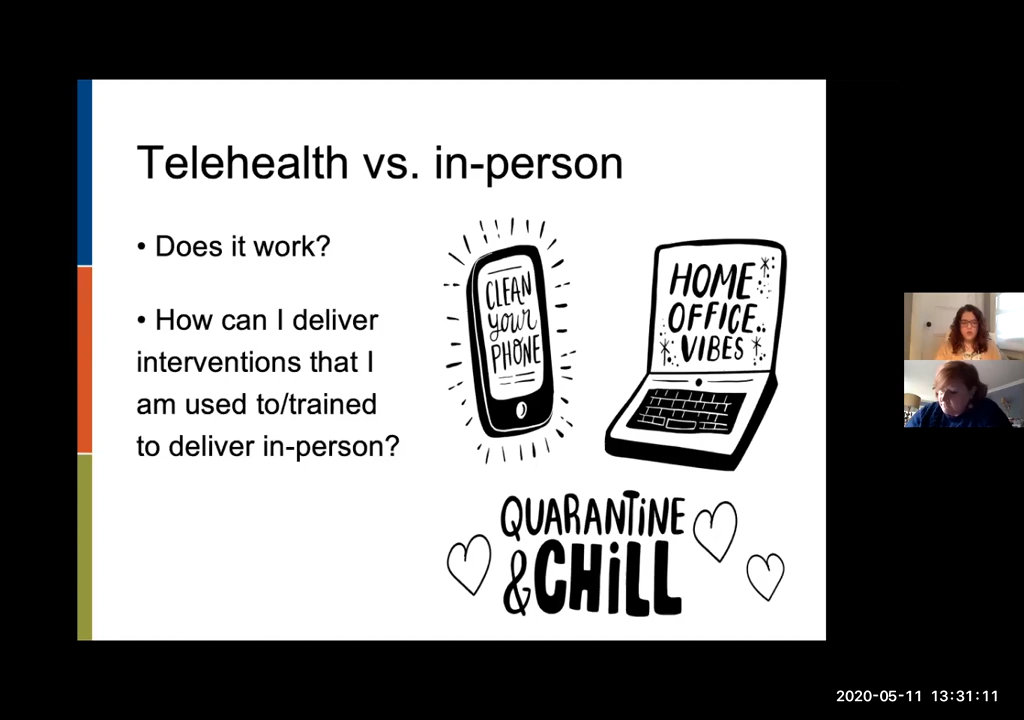 Telehealth vs. in-person
• Does it work?
• How can I deliver
interventions that I
am used to/trained
to deliver in-person?
CLEAN
your
PHONE
HOME
OFFICE
VIBES
QUARANTINE
&CHILL
2020-05-11 13:31:11